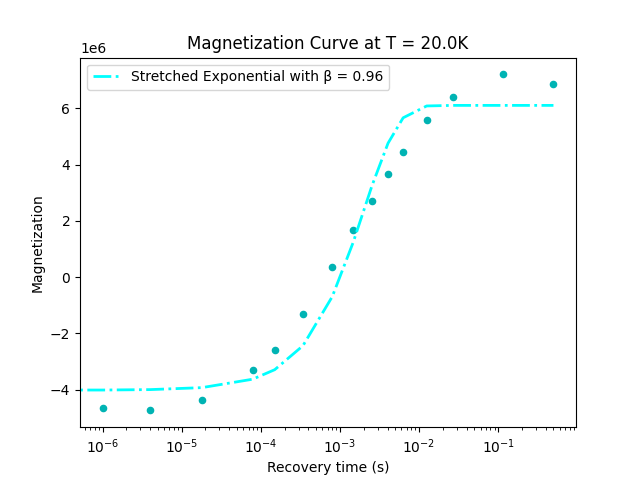 Magnetization Curve at T = 20.0K
1e6
Stretched Exponential with β = 0.96
6
4
2
0
−2
−4
Magnetization
10⁻⁶ 10⁻⁵ 10⁻⁴ 10⁻³ 10⁻² 10⁻¹
Recovery time (s)